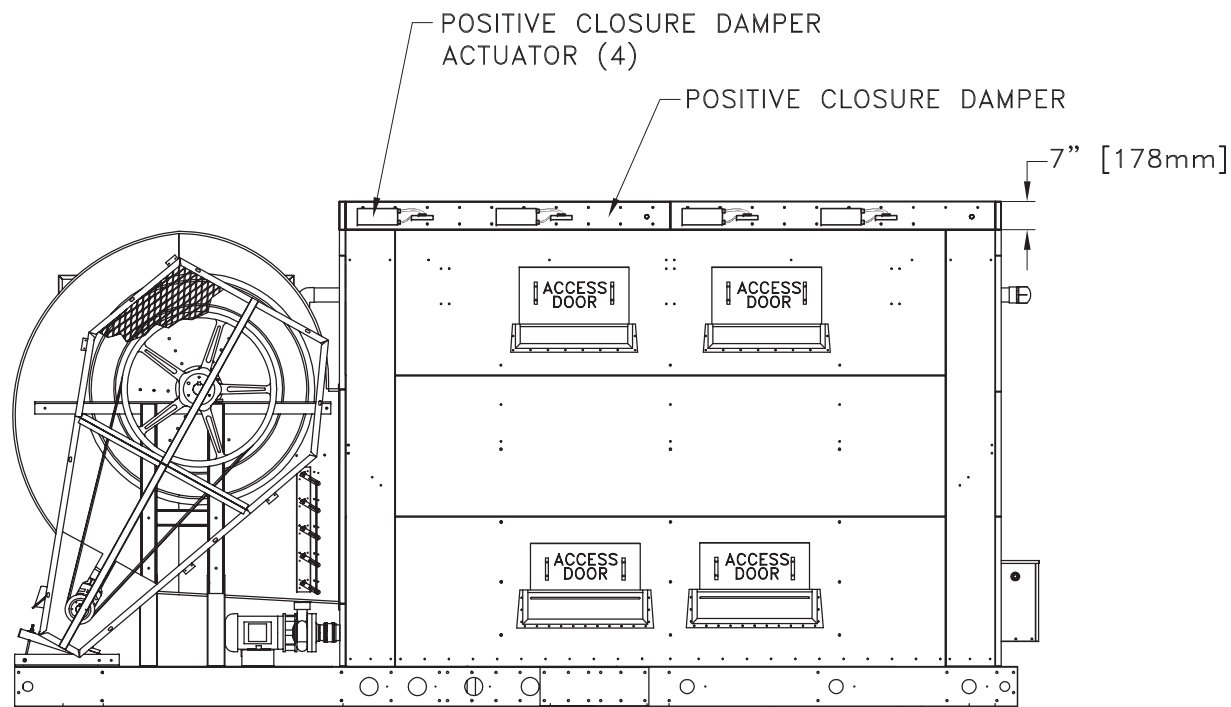 POSITIVE CLOSURE DAMPER
ACTUATOR (4)
POSITIVE CLOSURE DAMPER
7” [178mm]
ACCESS
DOOR
ACCESS
DOOR
ACCESS
DOOR
ACCESS
DOOR